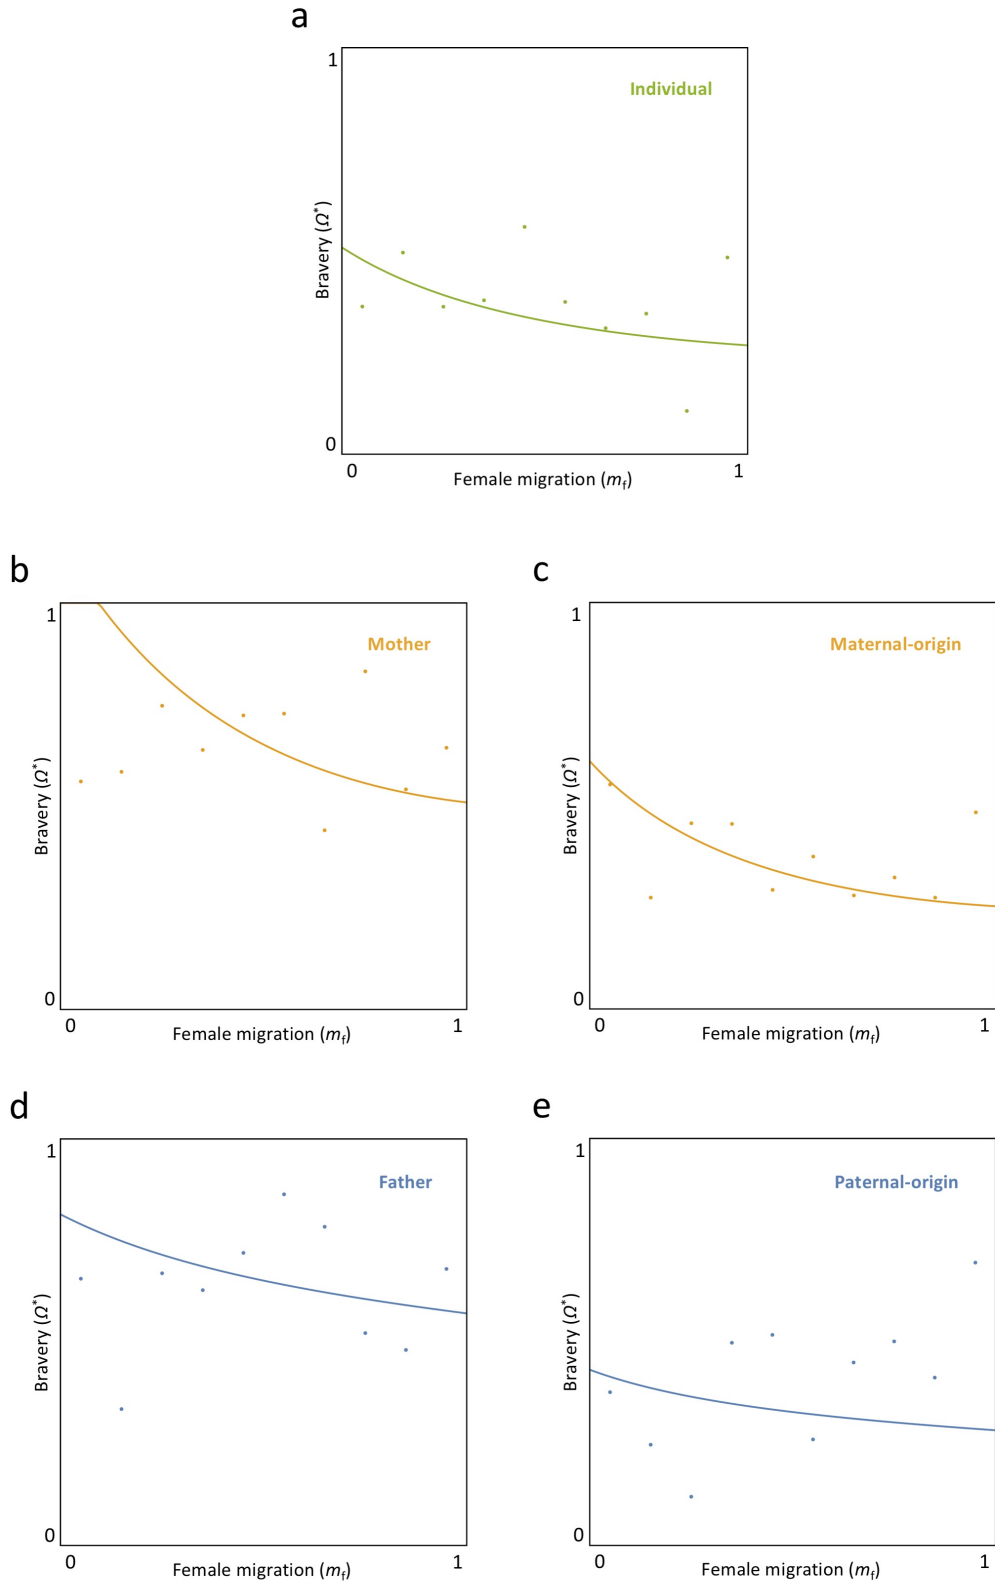 a
1
Individual
Bravery (Ω*)
0
0
1
Female migration (mf)
b
1
Mother
Bravery (Ω*)
0
0
1
Female migration (mf)
c
1
Maternal-origin
Bravery (Ω*)
0
0
1
Female migration (mf)
d
1
Father
Bravery (Ω*)
0
0
1
Female migration (mf)
e
1
Paternal-origin
Bravery (Ω*)
0
0
1
Female migration (mf)